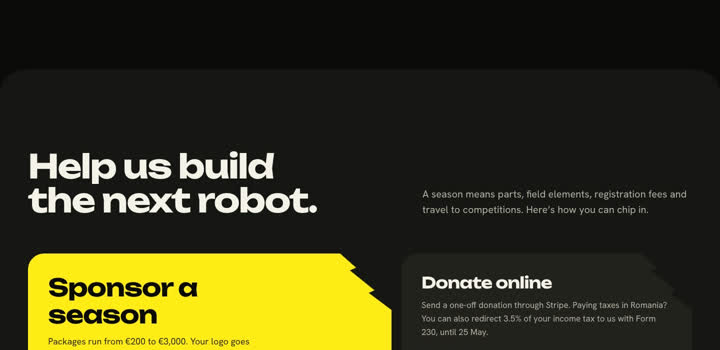 Help us build
the next robot.
A season means parts, field elements, registration fees and
travel to competitions. Here's how you can chip in.
Sponsor a
season
Packages run from €200 to €3,000. Your logo goes
Donate online
Send a one-off donation through Stripe. Paying taxes in Romania?
You can also redirect 3.5% of your income tax to us with Form
230, until 25 May.